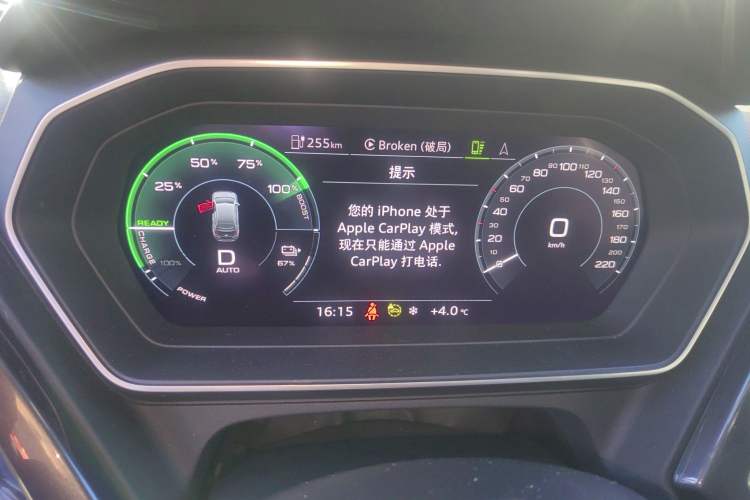 255km
Broken (破局)
提示
您的 iPhone 处于
Apple CarPlay 模式,
现在只能通过 Apple
CarPlay 打电话.
25%
50%
75%
100%
BOOST
READY
CHARGE
100%
POWER
D
AUTO
67%
0
20
40
60
80
100
120
140
160
180
200
220
0
km/h
16:15
+4.0 °C